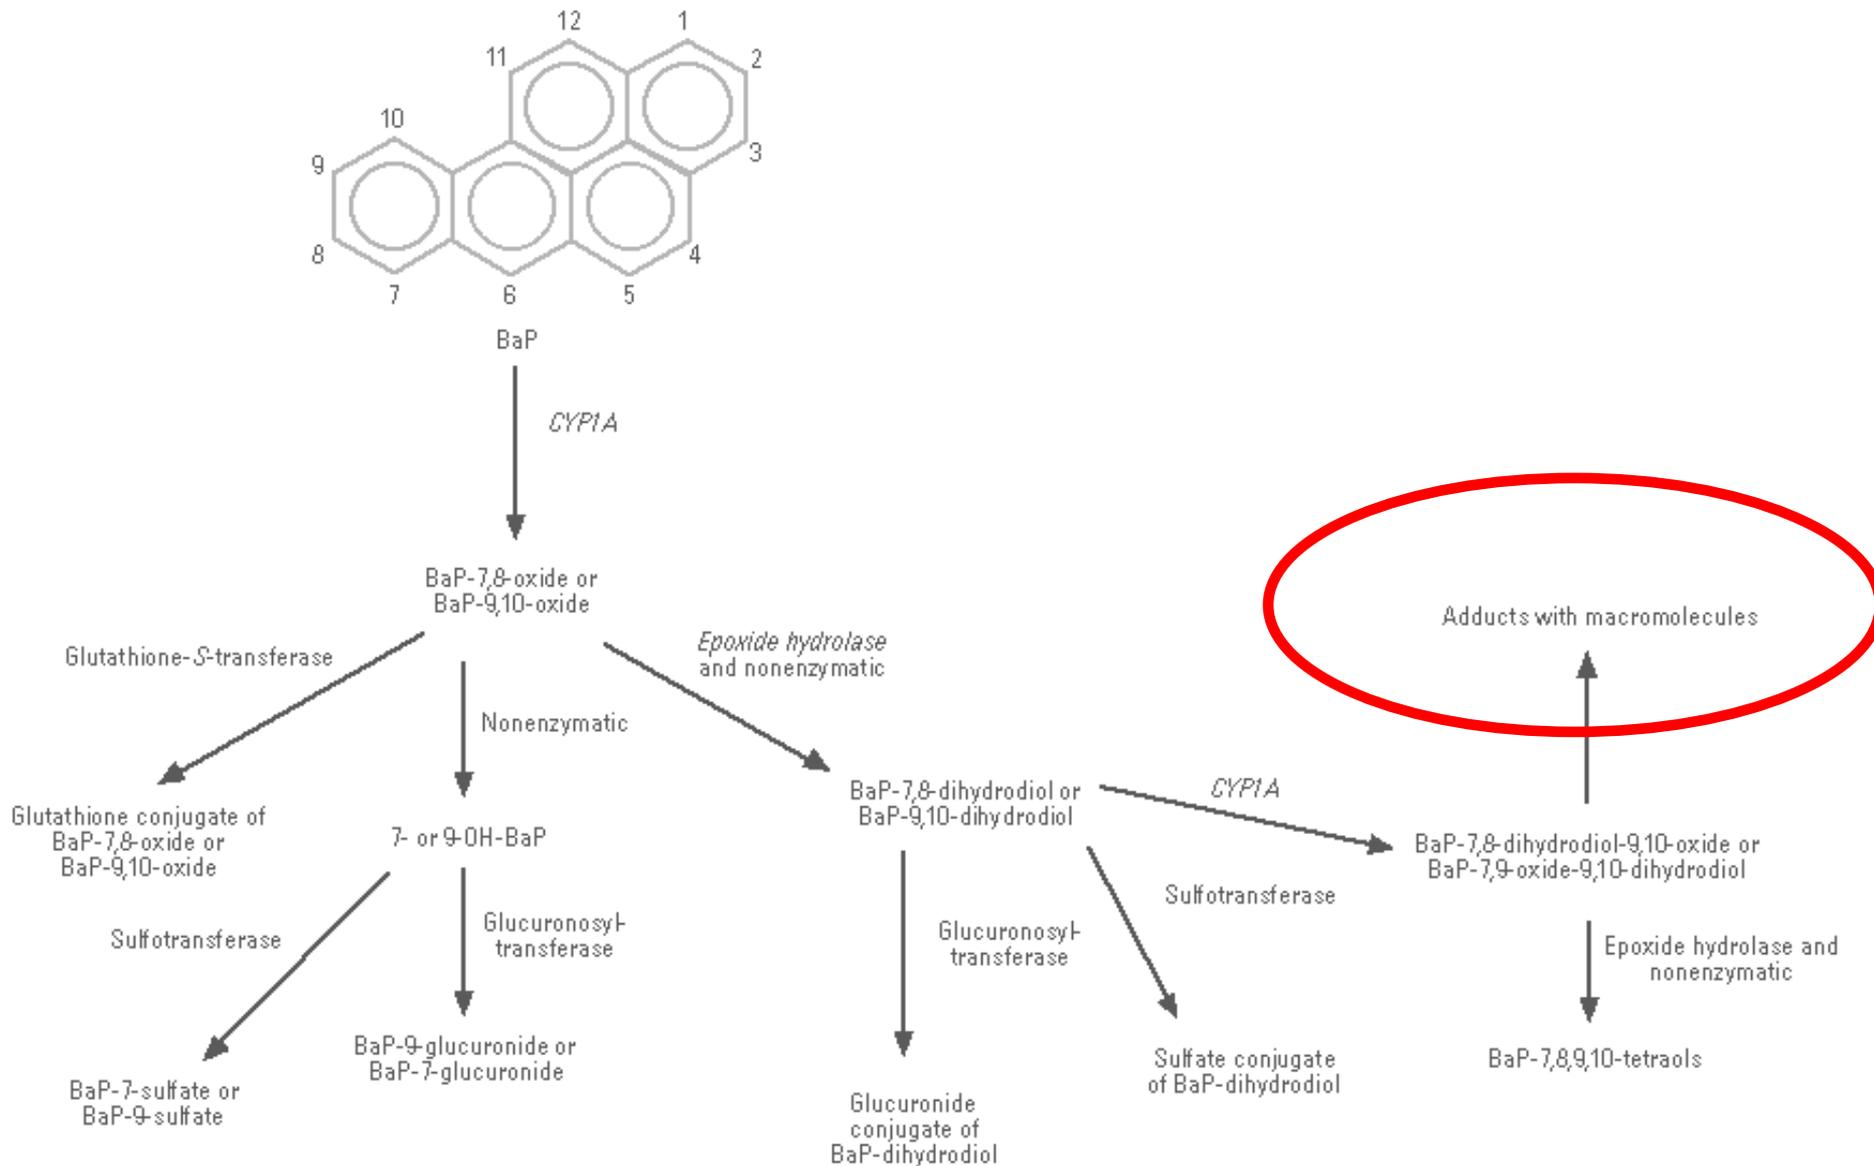 12
1
11
2
10
3
9
8
4
7
6
5
BaP
CYP1A
BaP-7,8-oxide or
BaP-9,10-oxide
Glutathione-S-transferase
Nonenzymatic
Epoxide hydrolase
and nonenzymatic
Adducts with macromolecules
Glutathione conjugate of
BaP-7,8-oxide or
BaP-9,10-oxide
7- or 9-OH-BaP
BaP-7,8-dihydrodiol or
BaP-9,10-dihydrodiol
CYP1A
BaP-7,8-dihydrodiol-9,10-oxide or
BaP-7,9-oxide-9,10-dihydrodiol
Sulfotransferase
Glucuronosyl-
transferase
Glucuronosyl-
transferase
Sulfotransferase
Epoxide hydrolase and
nonenzymatic
BaP-7-sulfate or
BaP-9-sulfate
BaP-9-glucuronide or
BaP-7-glucuronide
Glucuronide
conjugate of
BaP-dihydrodiol
Sulfate conjugate
of BaP-dihydrodiol
BaP-7,8,9,10-tetraols